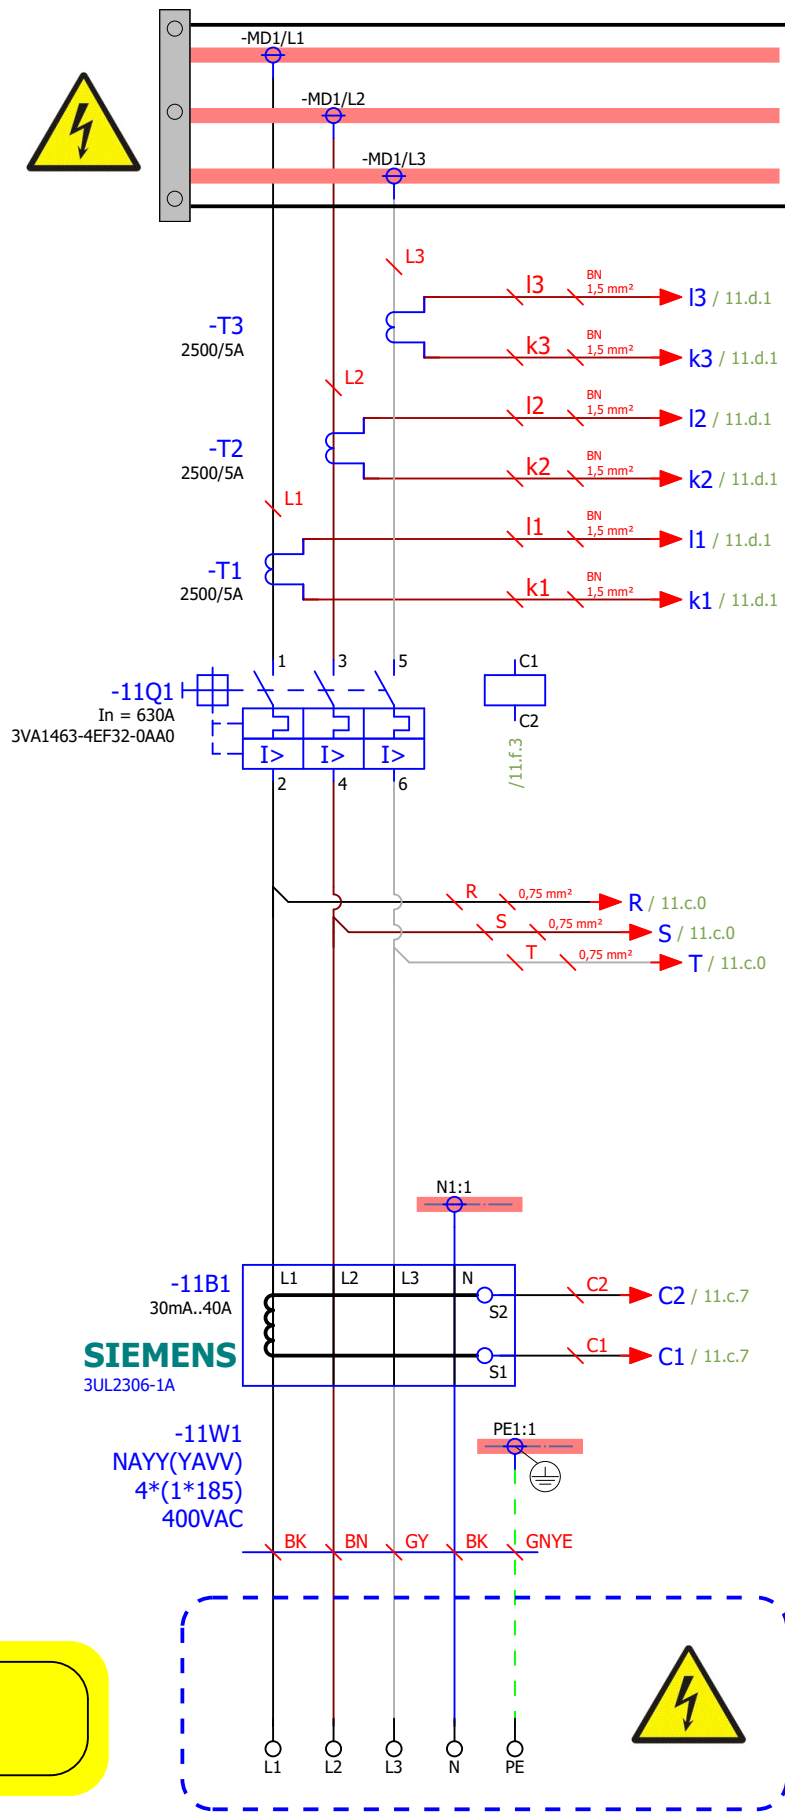 -MD1/L1
-MD1/L2
-MD1/L3
L3
l3 BN 1,5 mm² l3 / 11.d.1
-T3
2500/5A
k3 BN 1,5 mm² k3 / 11.d.1
L2
l2 BN 1,5 mm² l2 / 11.d.1
-T2
2500/5A
k2 BN 1,5 mm² k2 / 11.d.1
L1
l1 BN 1,5 mm² l1 / 11.d.1
-T1
2500/5A
k1 BN 1,5 mm² k1 / 11.d.1
1 3 5 C1
-11Q1
In = 630A
3VA1463-4EF32-0AA0
C2
I> I> I>
/11.f.3
2 4 6
R 0,75 mm² R / 11.c.0
S 0,75 mm² S / 11.c.0
T 0,75 mm² T / 11.c.0
N1:1
L1 L2 L3 N
-11B1
30mA..40A
C2 C2 / 11.c.7
S2
SIEMENS
3UL2306-1A
C1 C1 / 11.c.7
S1
-11W1
NAYY(YAVV)
4*(1*185)
400VAC
PE1:1
BK BN GY BK GNYE
L1 L2 L3 N PE